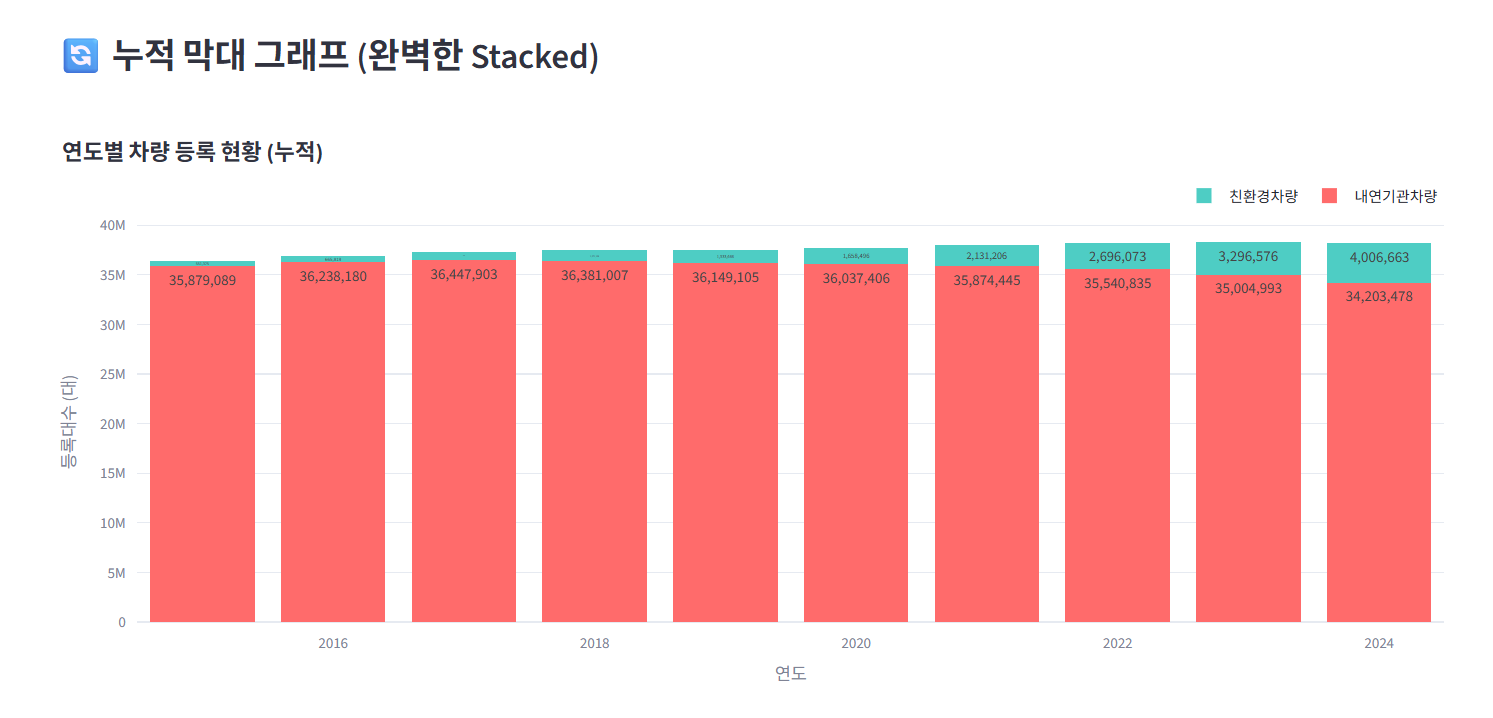 누적 막대 그래프 (완벽한 Stacked)
연도별 차량 등록 현황 (누적)
친환경차량 내연기관차량
40M
35M
30M
25M
20M
15M
10M
5M
0
등록대수 (대)
1,658,496 2,131,206 2,696,073 3,296,576 4,006,663
35,879,089 36,238,180 36,447,903 36,381,007 36,149,105 36,037,406 35,874,445 35,540,835 35,004,993 34,203,478
2016 2018 2020 2022 2024
연도